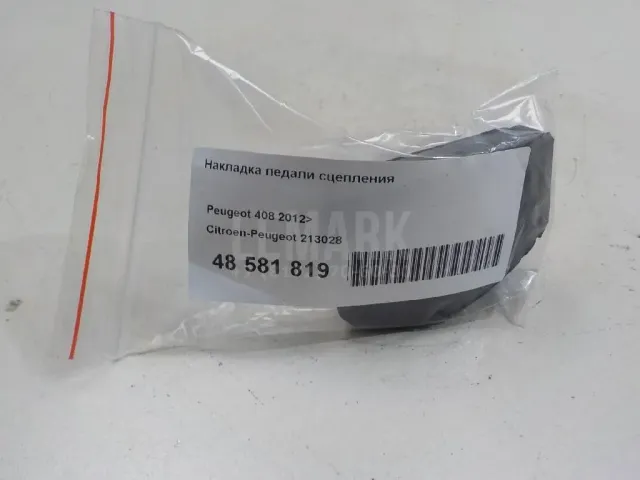 Накладка педали сцепления
Peugeot 408 2012>
Citroen-Peugeot 213028
48 581 819